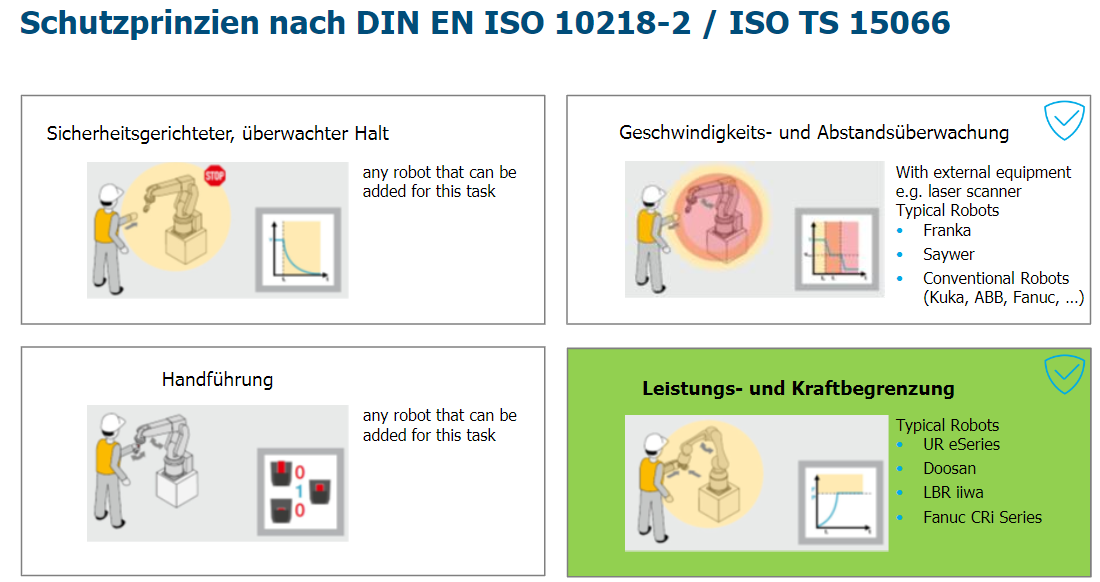 Schutzprinzien nach DIN EN ISO 10218-2 / ISO TS 15066
Sicherheitsgerichteter, überwachter Halt
STOP
any robot that can be
added for this task
Geschwindigkeits- und Abstandsüberwachung
With external equipment
e.g. laser scanner
Typical Robots
• Franka
• Saywer
• Conventional Robots
(Kuka, ABB, Fanuc, ...)
Handführung
any robot that can be
added for this task
0
1
0
Leistungs- und Kraftbegrenzung
Typical Robots
• UR eSeries
• Doosan
• LBR iiwa
• Fanuc CRi Series